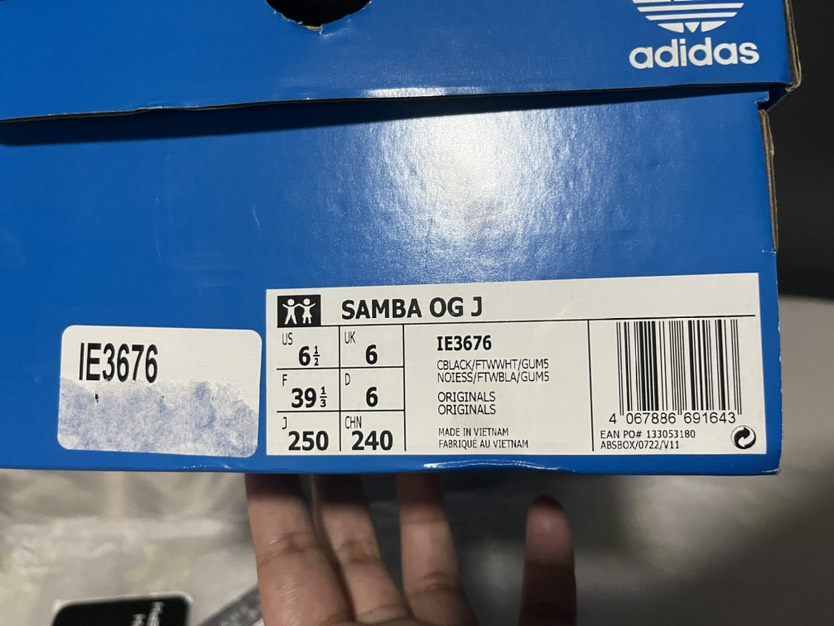 adidas
SAMBA OG J
IE3676
US
6½
UK
6
F
39⅓
D
6
J
250
CHN
240
IE3676
CBLACK/FTWWHT/GUM5
NOIESS/FTWBLA/GUM5
ORIGINALS
ORIGINALS
MADE IN VIETNAM
FABRIQUÉ AU VIETNAM
4 067886 691643
EAN PO# 133053180
ABSBOX/0722/V11